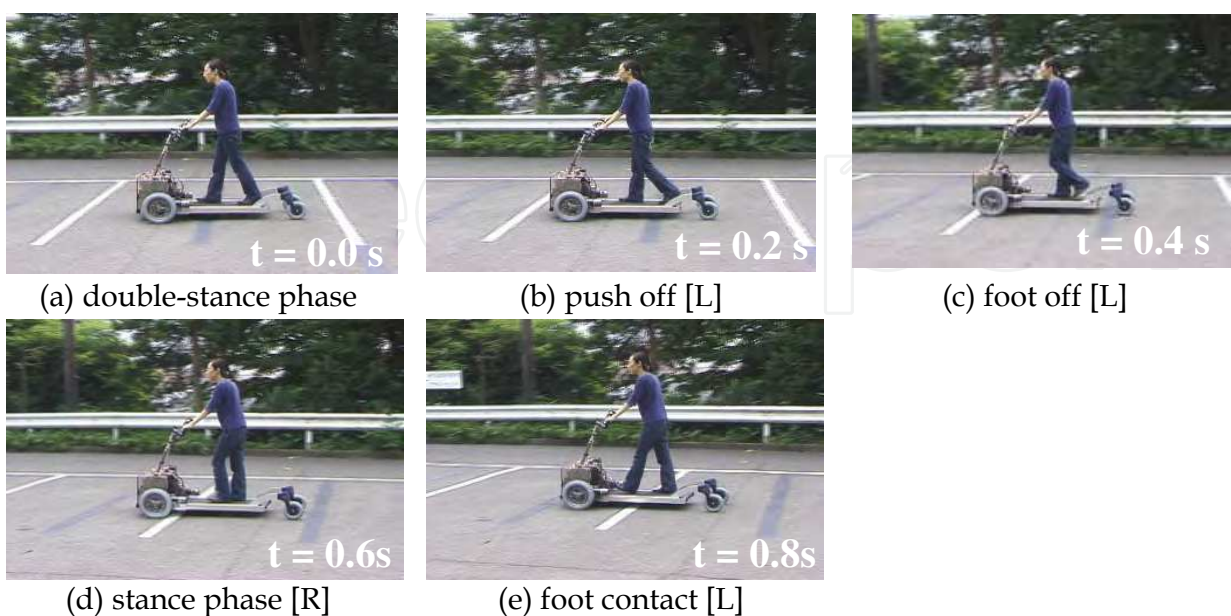 t = 0.0 s
t = 0.2 s
t = 0.4 s
(a) double-stance phase
(b) push off [L]
(c) foot off [L]
t = 0.6s
t = 0.8s
(d) stance phase [R]
(e) foot contact [L]